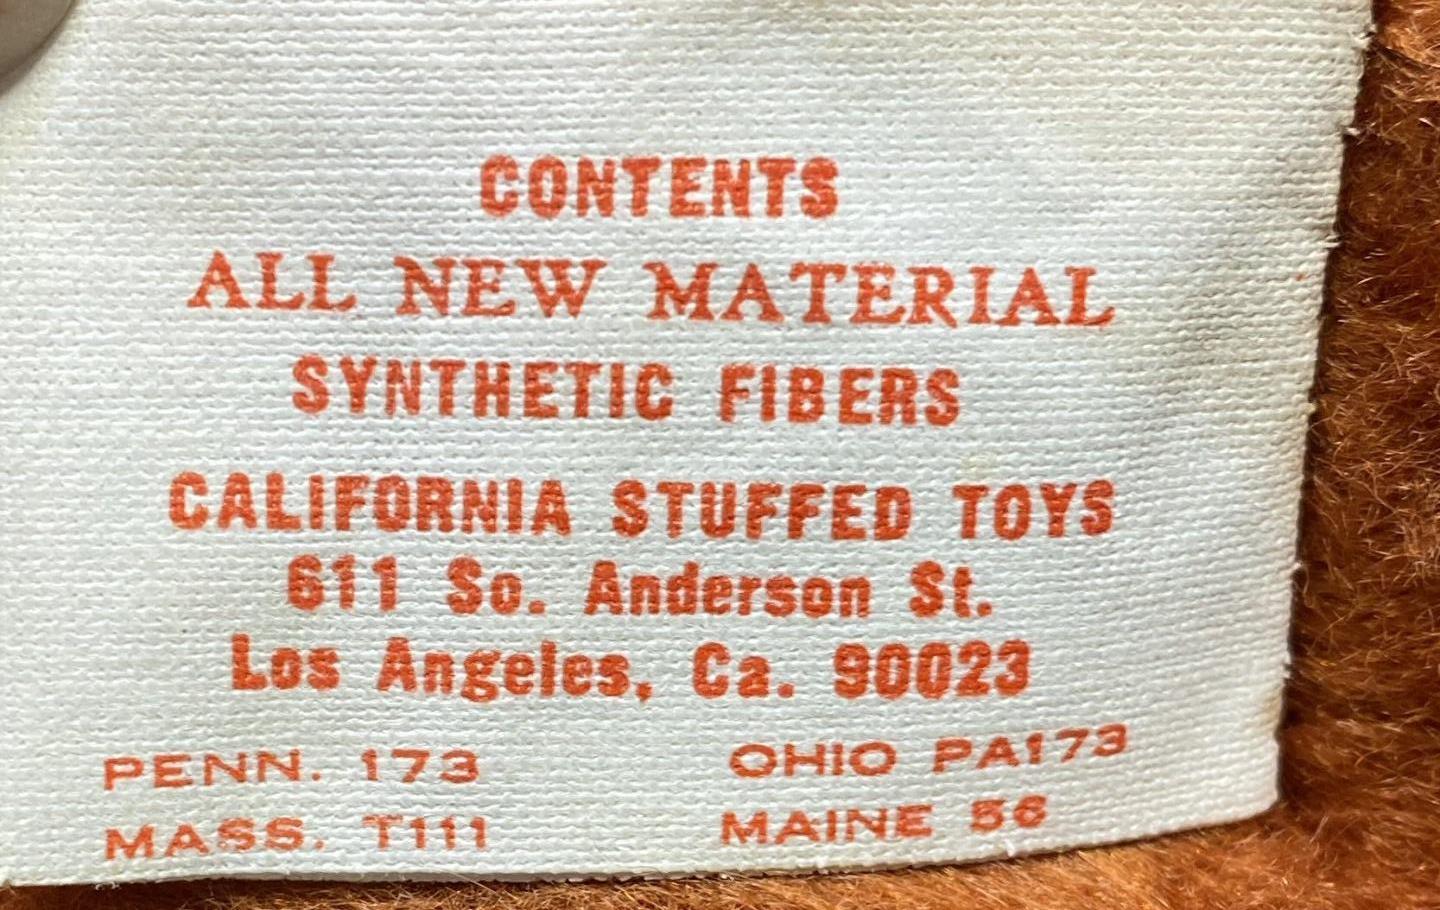 CONTENTS
ALL NEW MATERIAL
SYNTHETIC FIBERS
CALIFORNIA STUFFED TOYS
611 So. Anderson St.
Los Angeles, Ca. 90023
PENN. 173 OHIO PA173
MASS. T111 MAINE 56